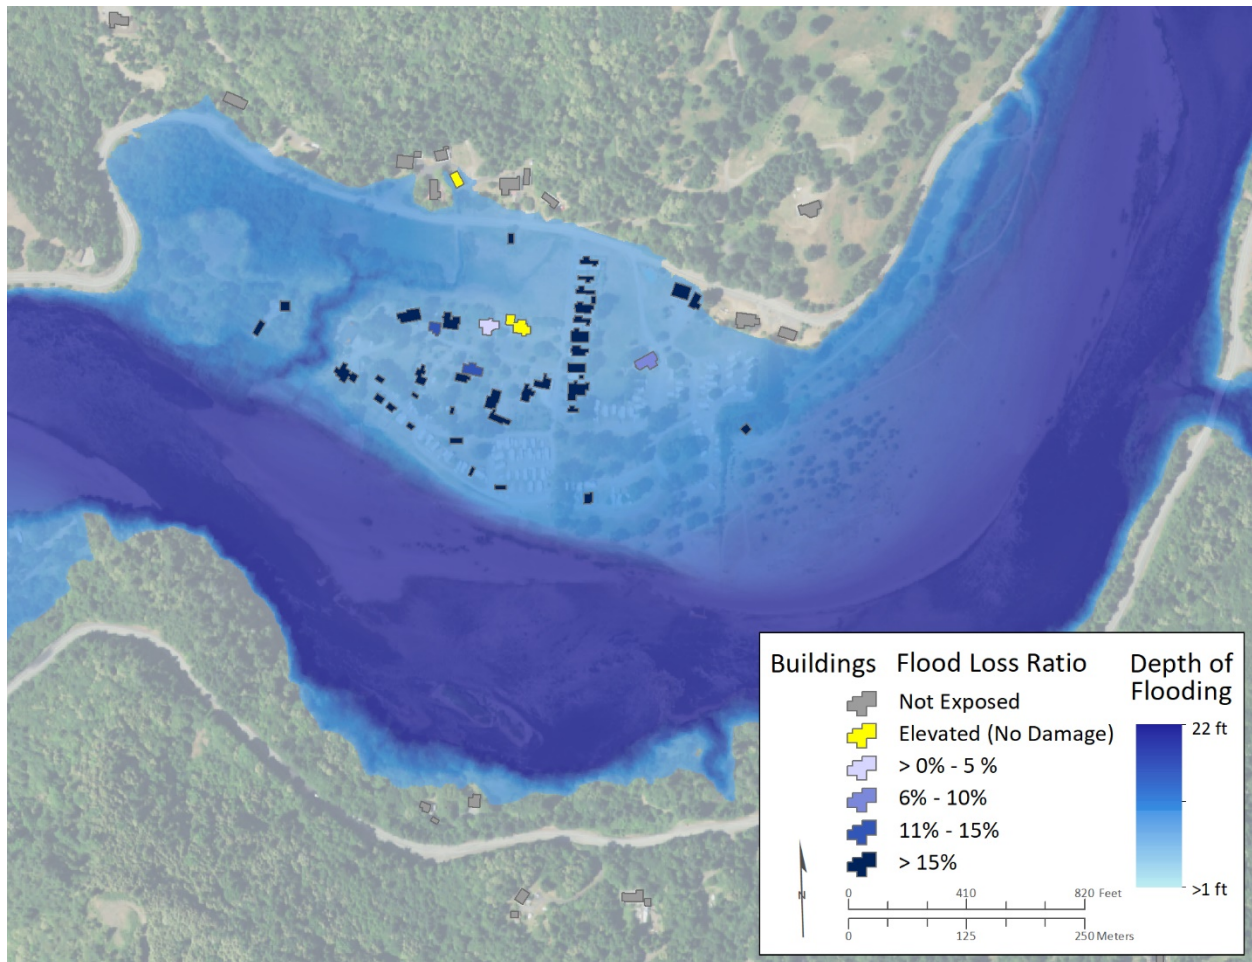 Buildings Flood Loss Ratio Depth of
Flooding
Not Exposed
Elevated (No Damage)
> 0% - 5 %
6% - 10%
11% - 15%
> 15%
22 ft
>1 ft
N
0 410 820 Feet
0 125 250 Meters